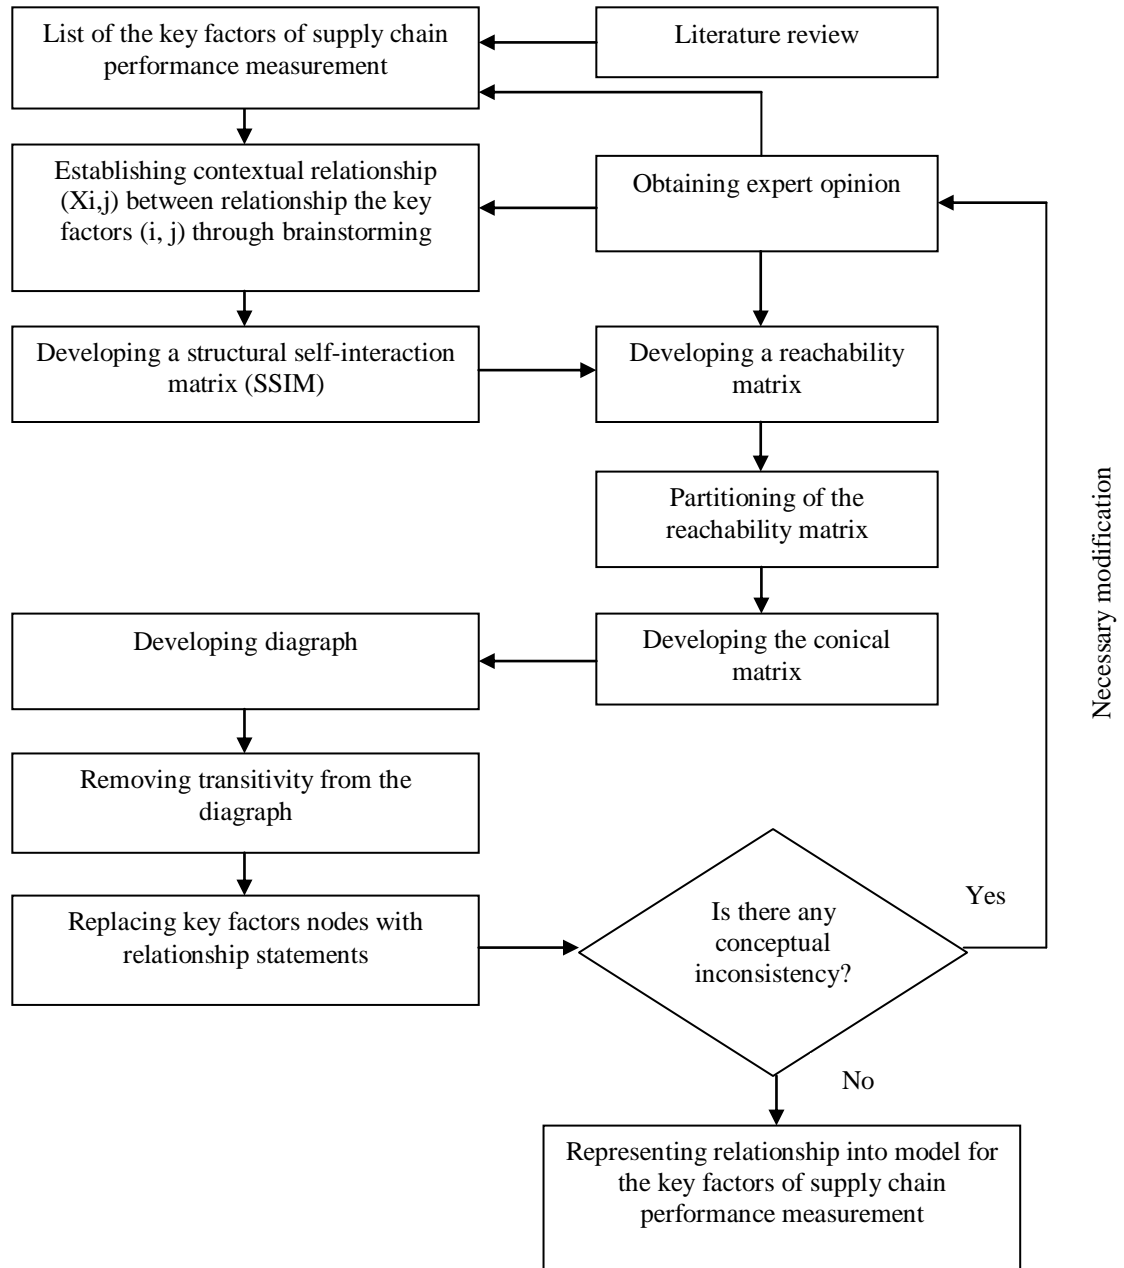 List of the key factors of supply chain
performance measurement
Literature review
Establishing contextual relationship
(Xi,j) between relationship the key
factors (i, j) through brainstorming
Obtaining expert opinion
Developing a structural self-interaction
matrix (SSIM)
Developing a reachability
matrix
Partitioning of the
reachability matrix
Developing the conical
matrix
Developing diagraph
Removing transitivity from the
diagraph
Replacing key factors nodes with
relationship statements
Is there any
conceptual
inconsistency?
Yes
Necessary modification
No
Representing relationship into model for
the key factors of supply chain
performance measurement